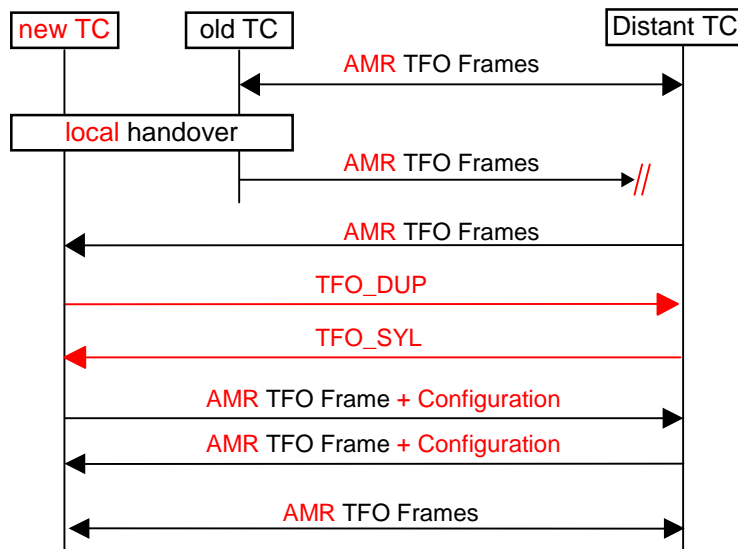 new TC
old TC
Distant TC
AMR TFO Frames
local handover
AMR TFO Frames
//
AMR TFO Frames
TFO_DUP
TFO_SYL
AMR TFO Frame + Configuration
AMR TFO Frame + Configuration
AMR TFO Frames